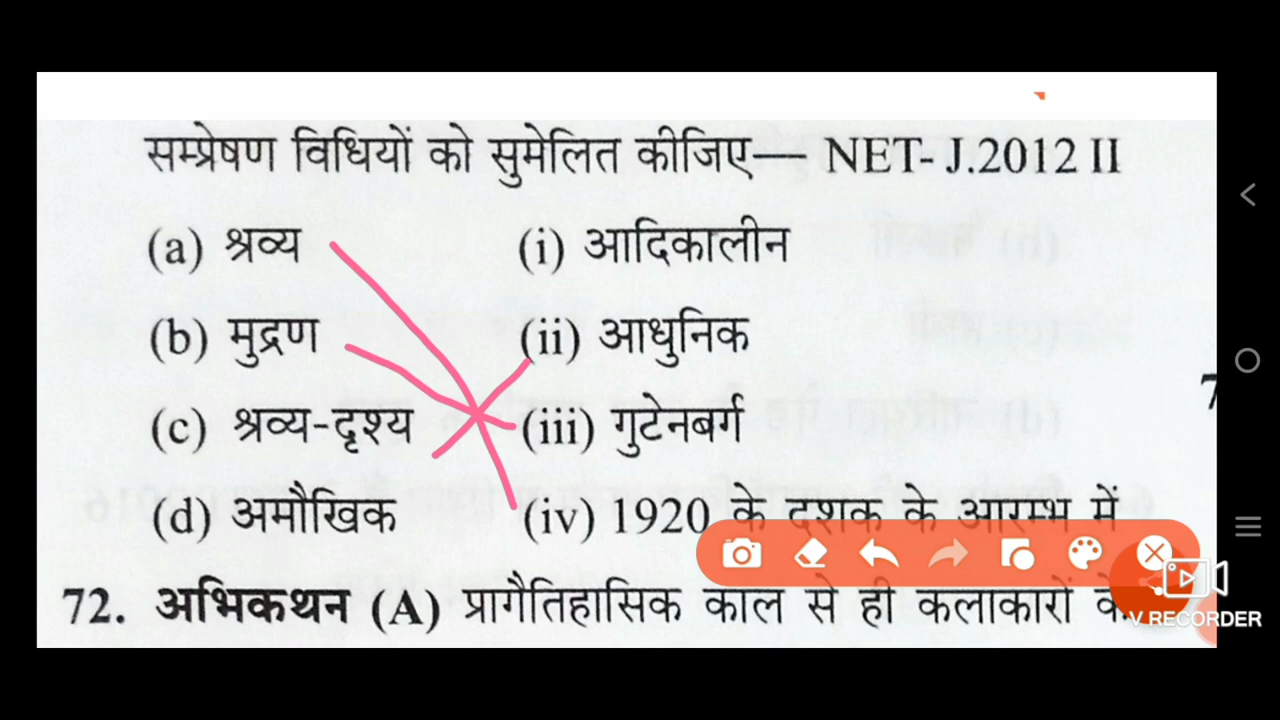 सम्प्रेषण विधियों को सुमेलित कीजिए— NET- J.2012 II
(a) श्रव्य (i) आदिकालीन
(b) मुद्रण (ii) आधुनिक
(c) श्रव्य-दृश्य (iii) गुटेनबर्ग
(d) अमौखिक (iv) 1920 के दशक के आरम्भ में
72. अभिकथन (A) प्रागैतिहासिक काल से ही कलाकारों के
7
V RECORDER